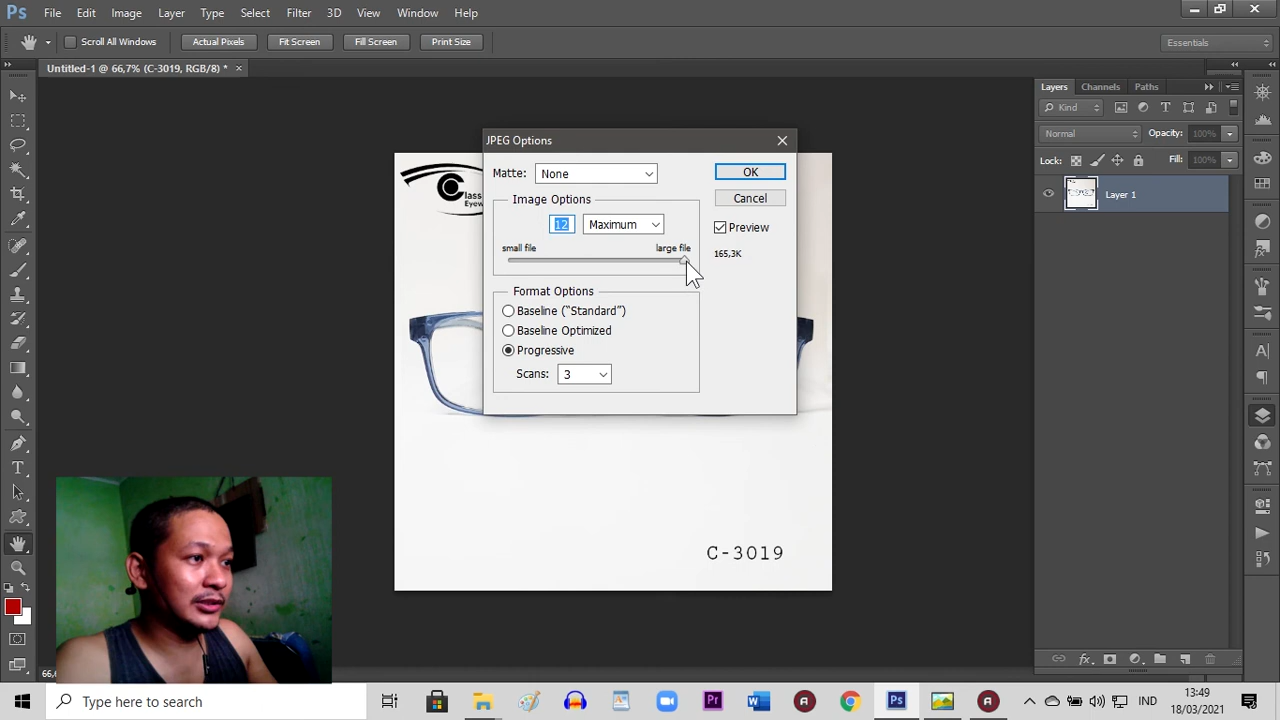 Ps File Edit Image Layer Type Select Filter 3D View Window Help
Scroll All Windows Actual Pixels Fit Screen Fill Screen Print Size Essentials
Untitled-1 @ 66,7% (C-3019, RGB/8) * ×
Layers Channels Paths
Kind
Normal Opacity: 100%
Lock: Fill: 100%
Layer 1
JPEG Options
Matte: None OK
Image Options Cancel
12 Maximum Preview
small file large file
165,3K
Format Options
Baseline (“Standard”)
Baseline Optimized
Progressive
Scans: 3
C-3019
Type here to search
IND
13:49
18/03/2021